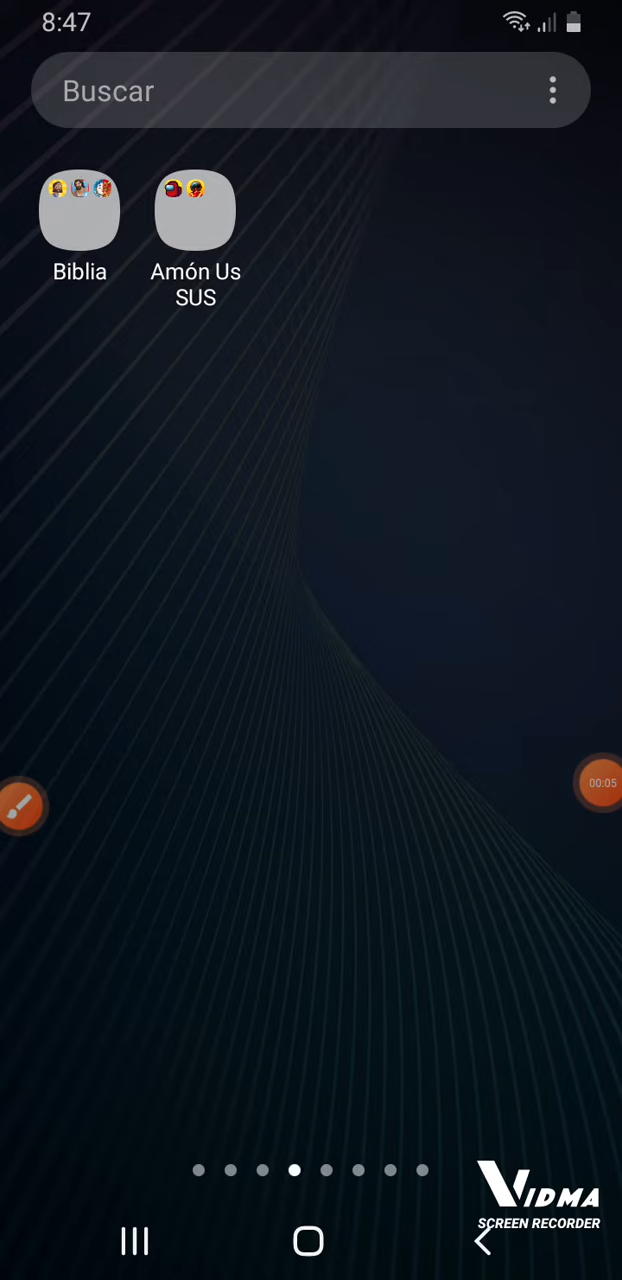 8:47
Buscar
Biblia
Amón Us
SUS
00:05
VIDMA
SCREEN RECORDER